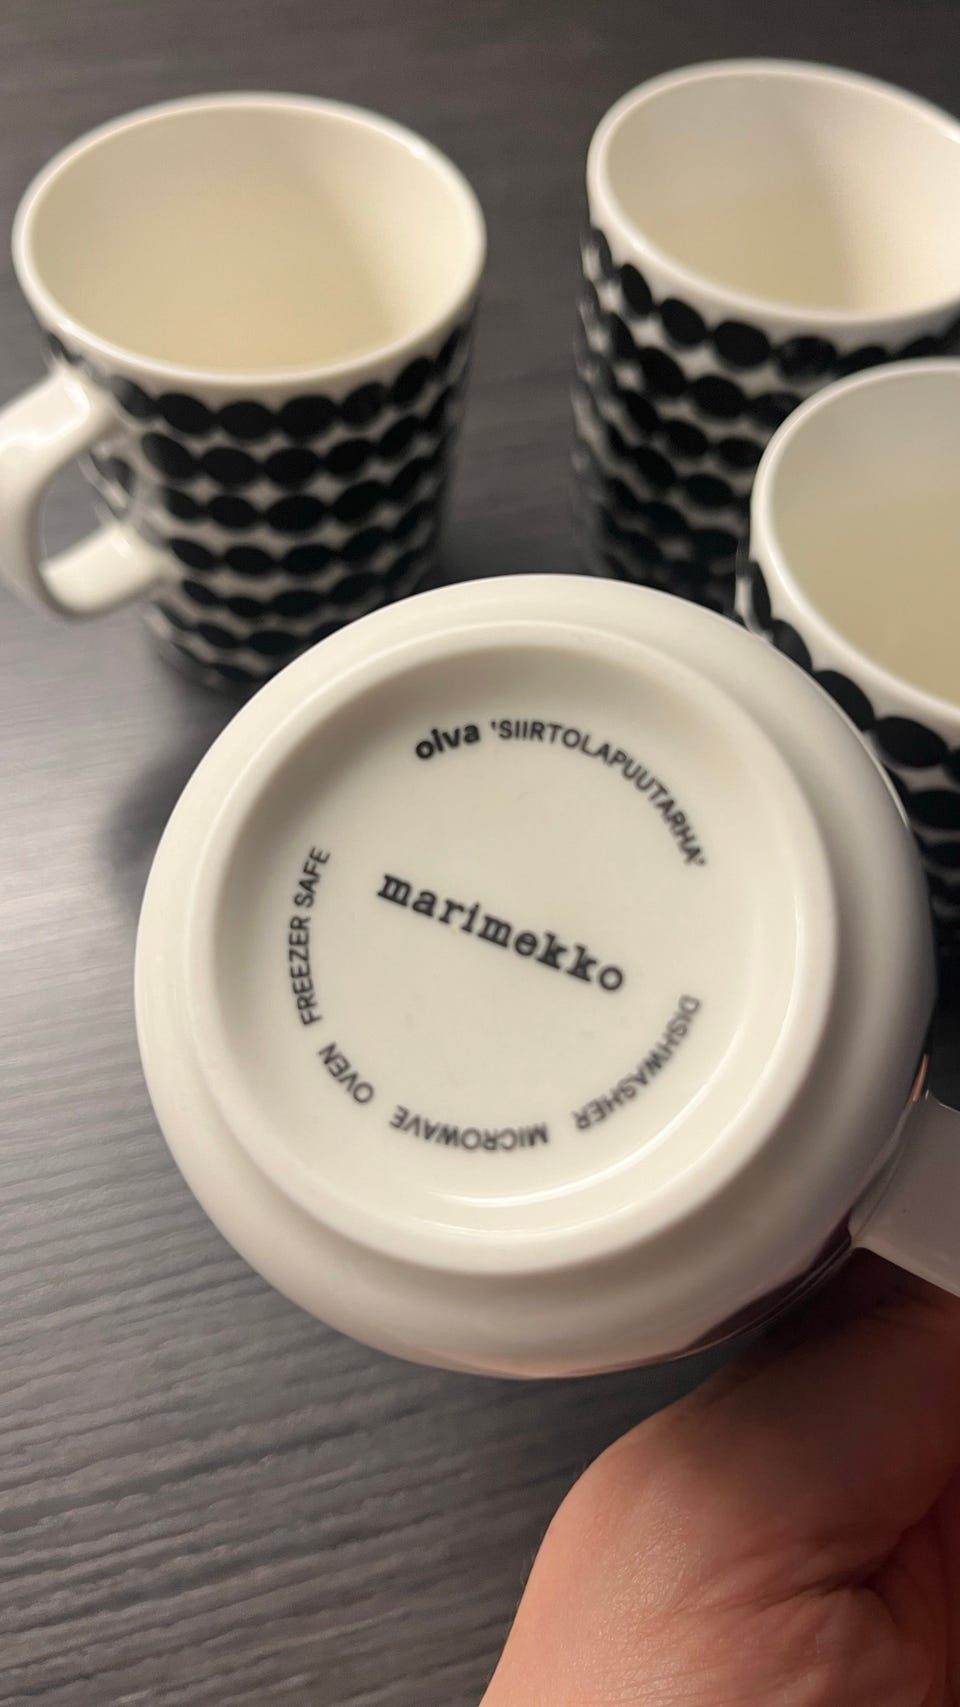 oiva 'SIIRTOLAPUUTARHA'
marimekko
DISHWASHER MICROWAVE OVEN FREEZER SAFE